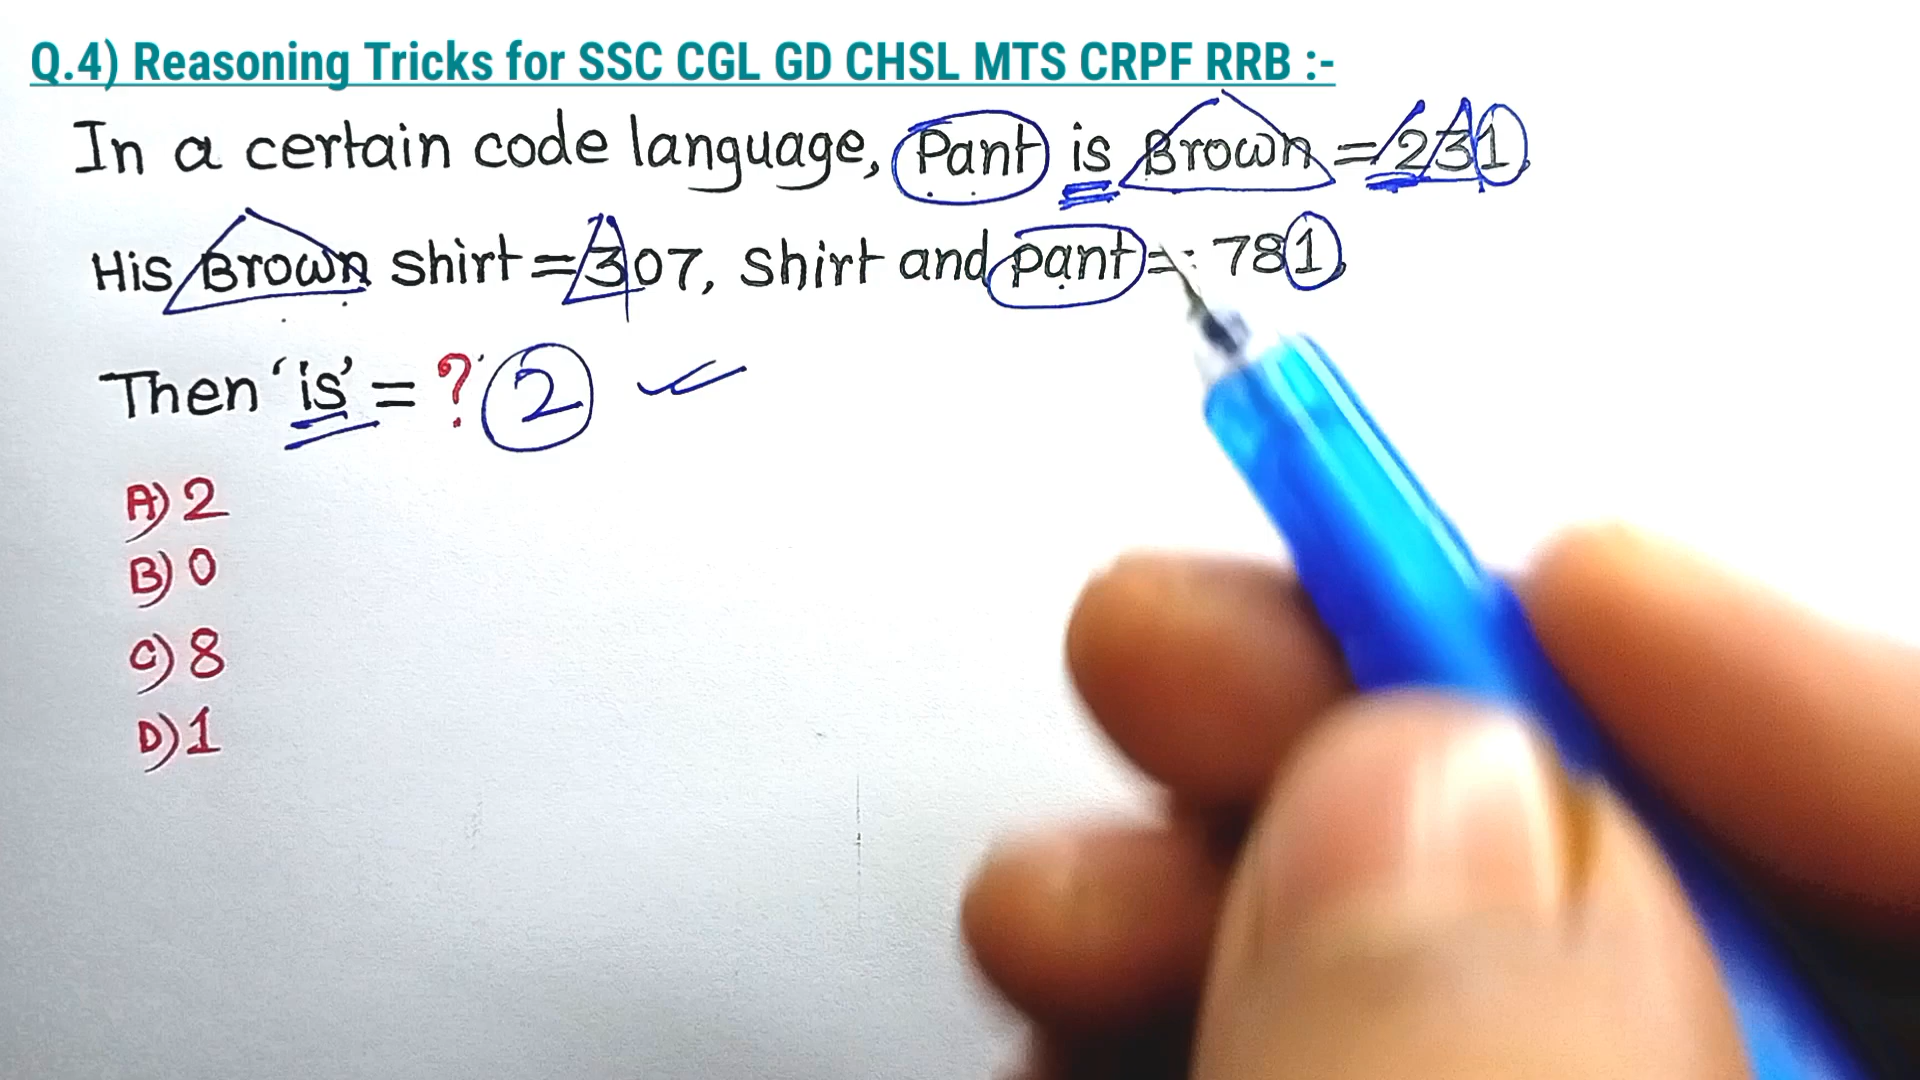 Q.4) Reasoning Tricks for SSC CGL GD CHSL MTS CRPF RRB :-
In a certain code language, Pant is Brown = 231,
His Brown shirt = 307, shirt and pant = 781,
Then 'is' = ? 2
A) 2
B) 0
C) 8
D) 1